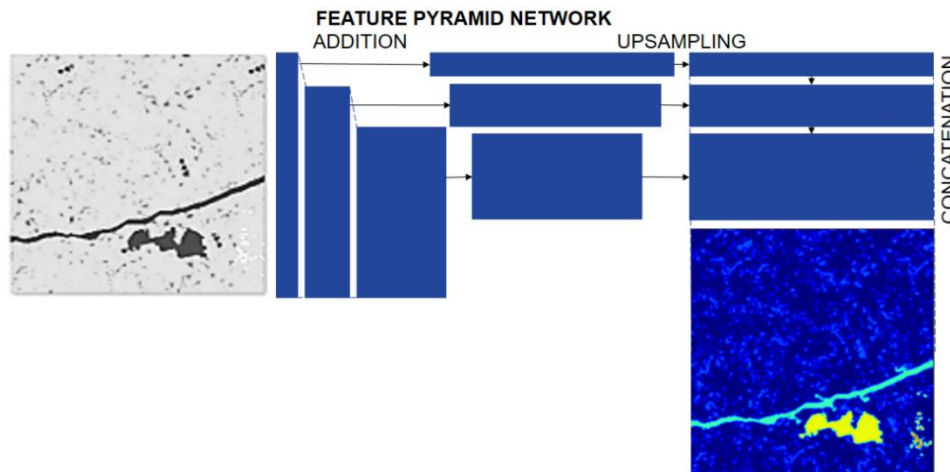 FEATURE PYRAMID NETWORK
ADDITION
UPSAMPLING
CONCATENATION